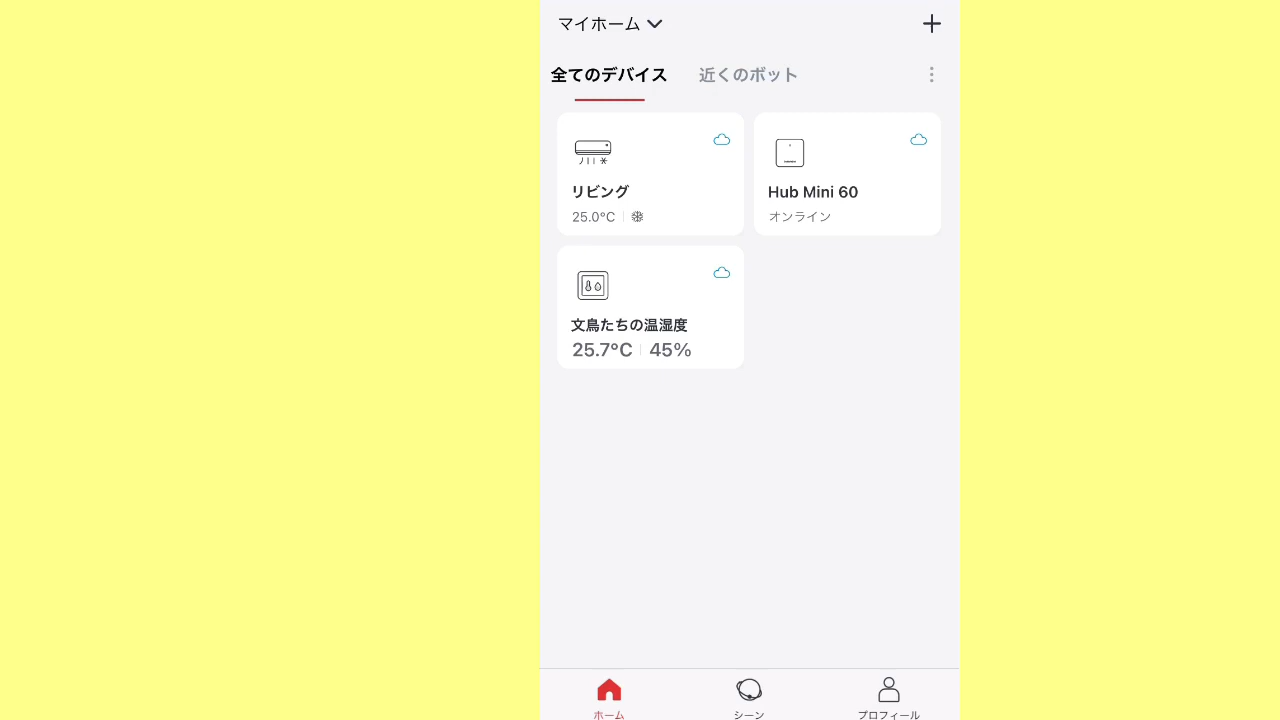 マイホーム
全てのデバイス 近くのボット
リビング
25.0°C
Hub Mini 60
オンライン
文鳥たちの温湿度
25.7°C 45%
ホーム シーン プロフィール